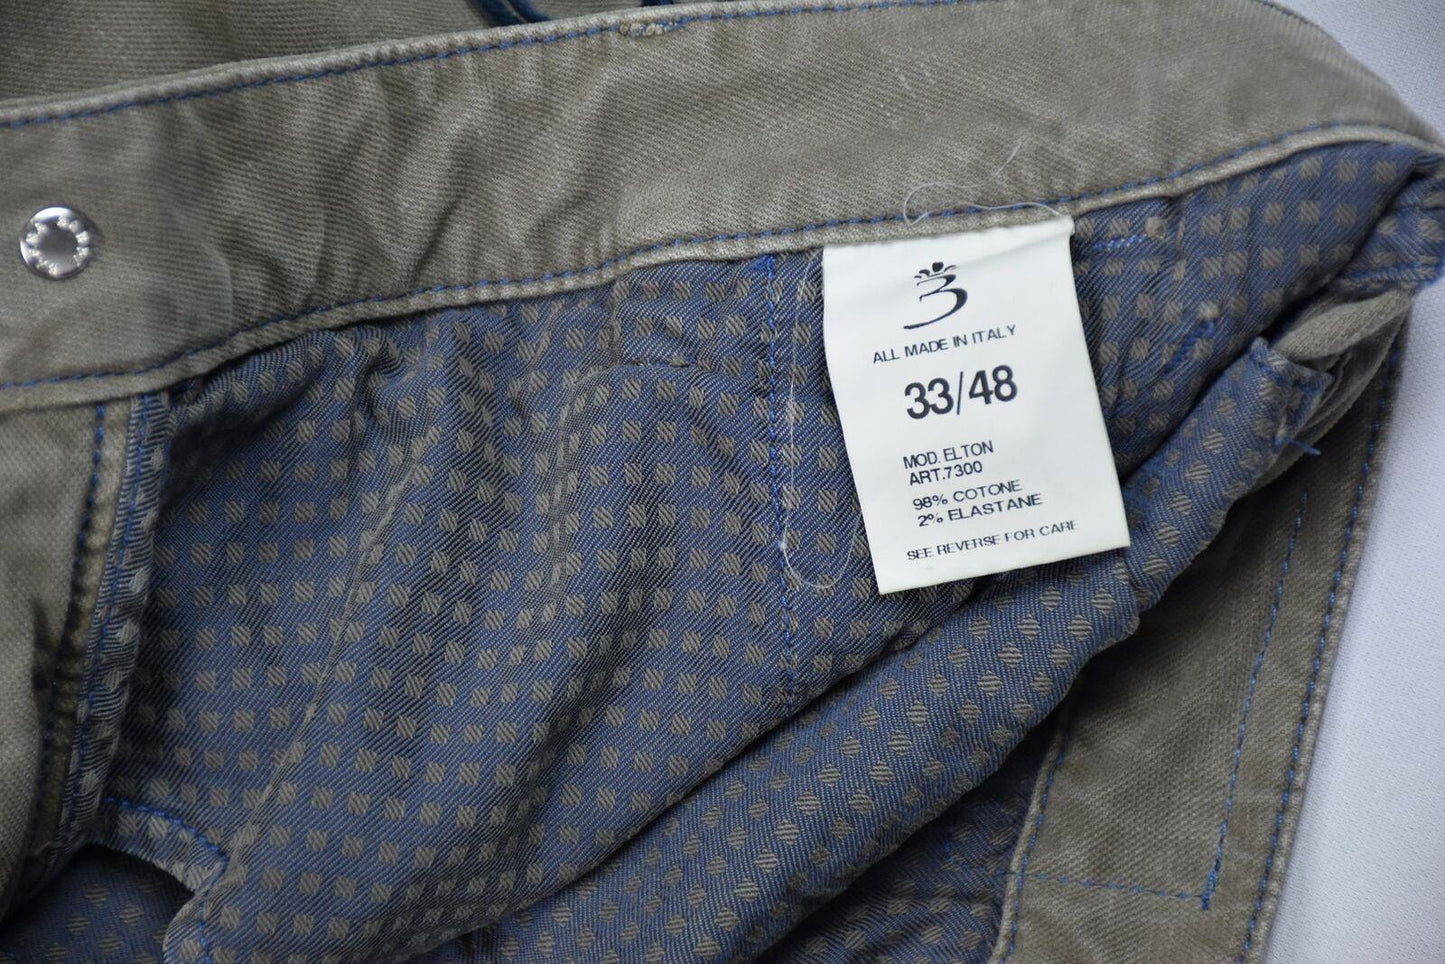 ALL MADE IN ITALY
33/48
MOD. ELTON
ART.7300
98% COTONE
2% ELASTANE
SEE REVERSE FOR CARE